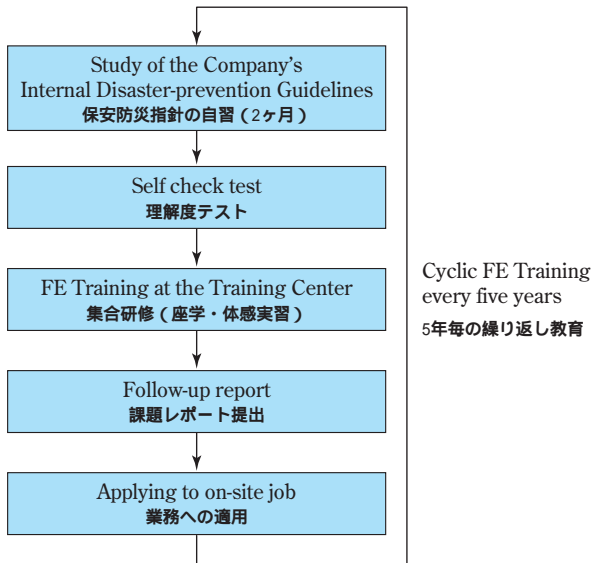 Study of the Company's
Internal Disaster-prevention Guidelines
保安防災指針の自習(2ヶ月)
Self check test
理解度テスト
FE Training at the Training Center
集合研修(座学・体感実習)
Follow-up report
課題レポート提出
Applying to on-site job
業務への適用
Cyclic FE Training
every five years
5年毎の繰り返し教育